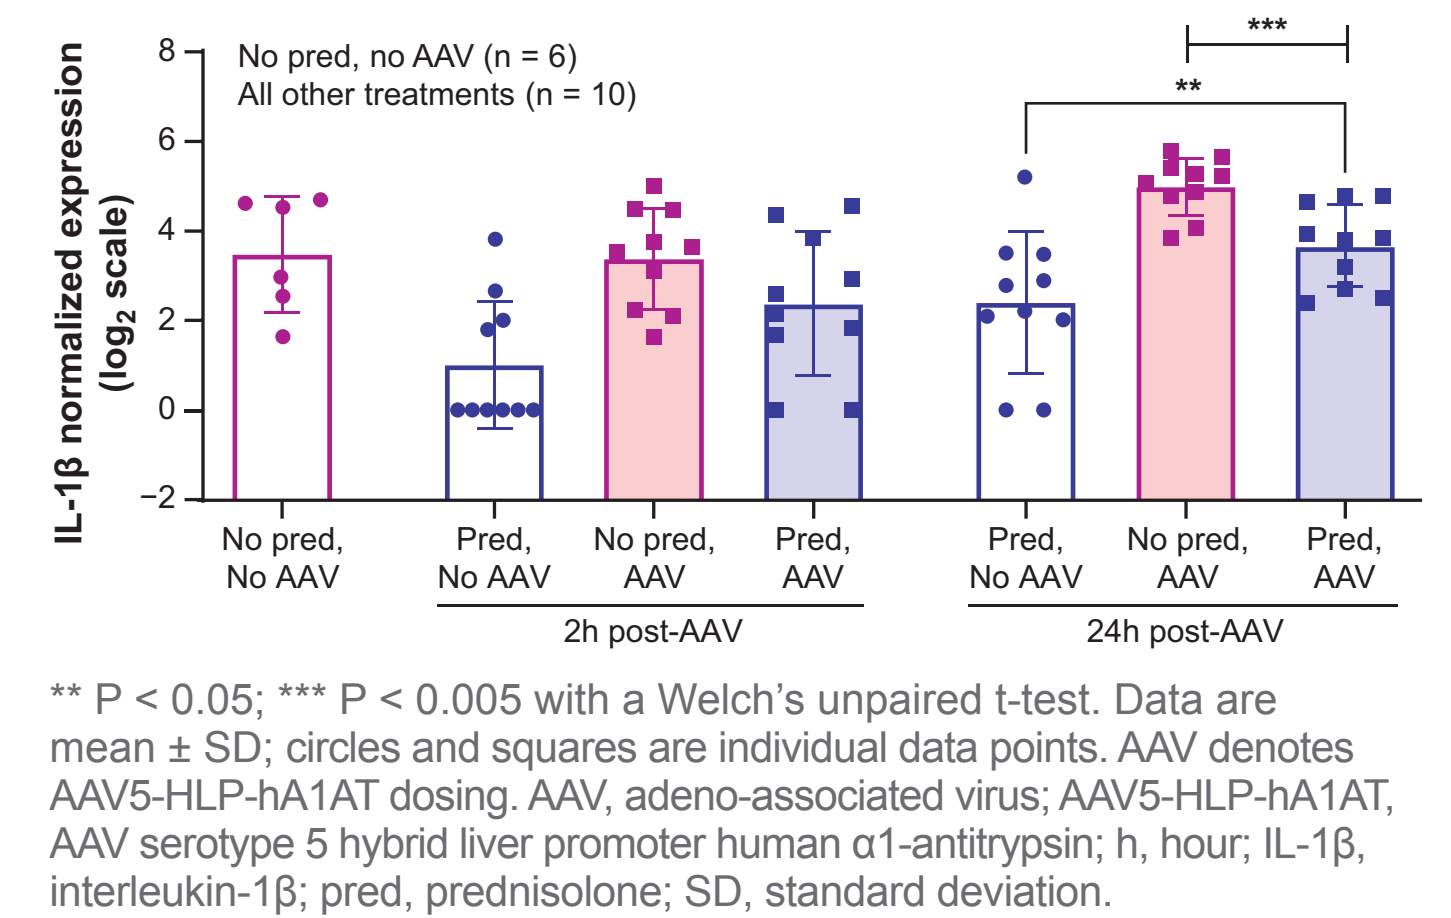 ***
**
8
6
4
2
0
−2
IL-1β normalized expression
(log₂ scale)
No pred, no AAV (n = 6)
All other treatments (n = 10)
No pred,
No AAV
Pred,
No AAV
No pred,
AAV
Pred,
AAV
2h post-AAV
Pred,
No AAV
No pred,
AAV
Pred,
AAV
24h post-AAV
** P < 0.05; *** P < 0.005 with a Welch’s unpaired t-test. Data are
mean ± SD; circles and squares are individual data points. AAV denotes
AAV5-HLP-hA1AT dosing. AAV, adeno-associated virus; AAV5-HLP-hA1AT,
AAV serotype 5 hybrid liver promoter human α1-antitrypsin; h, hour; IL-1β,
interleukin-1β; pred, prednisolone; SD, standard deviation.